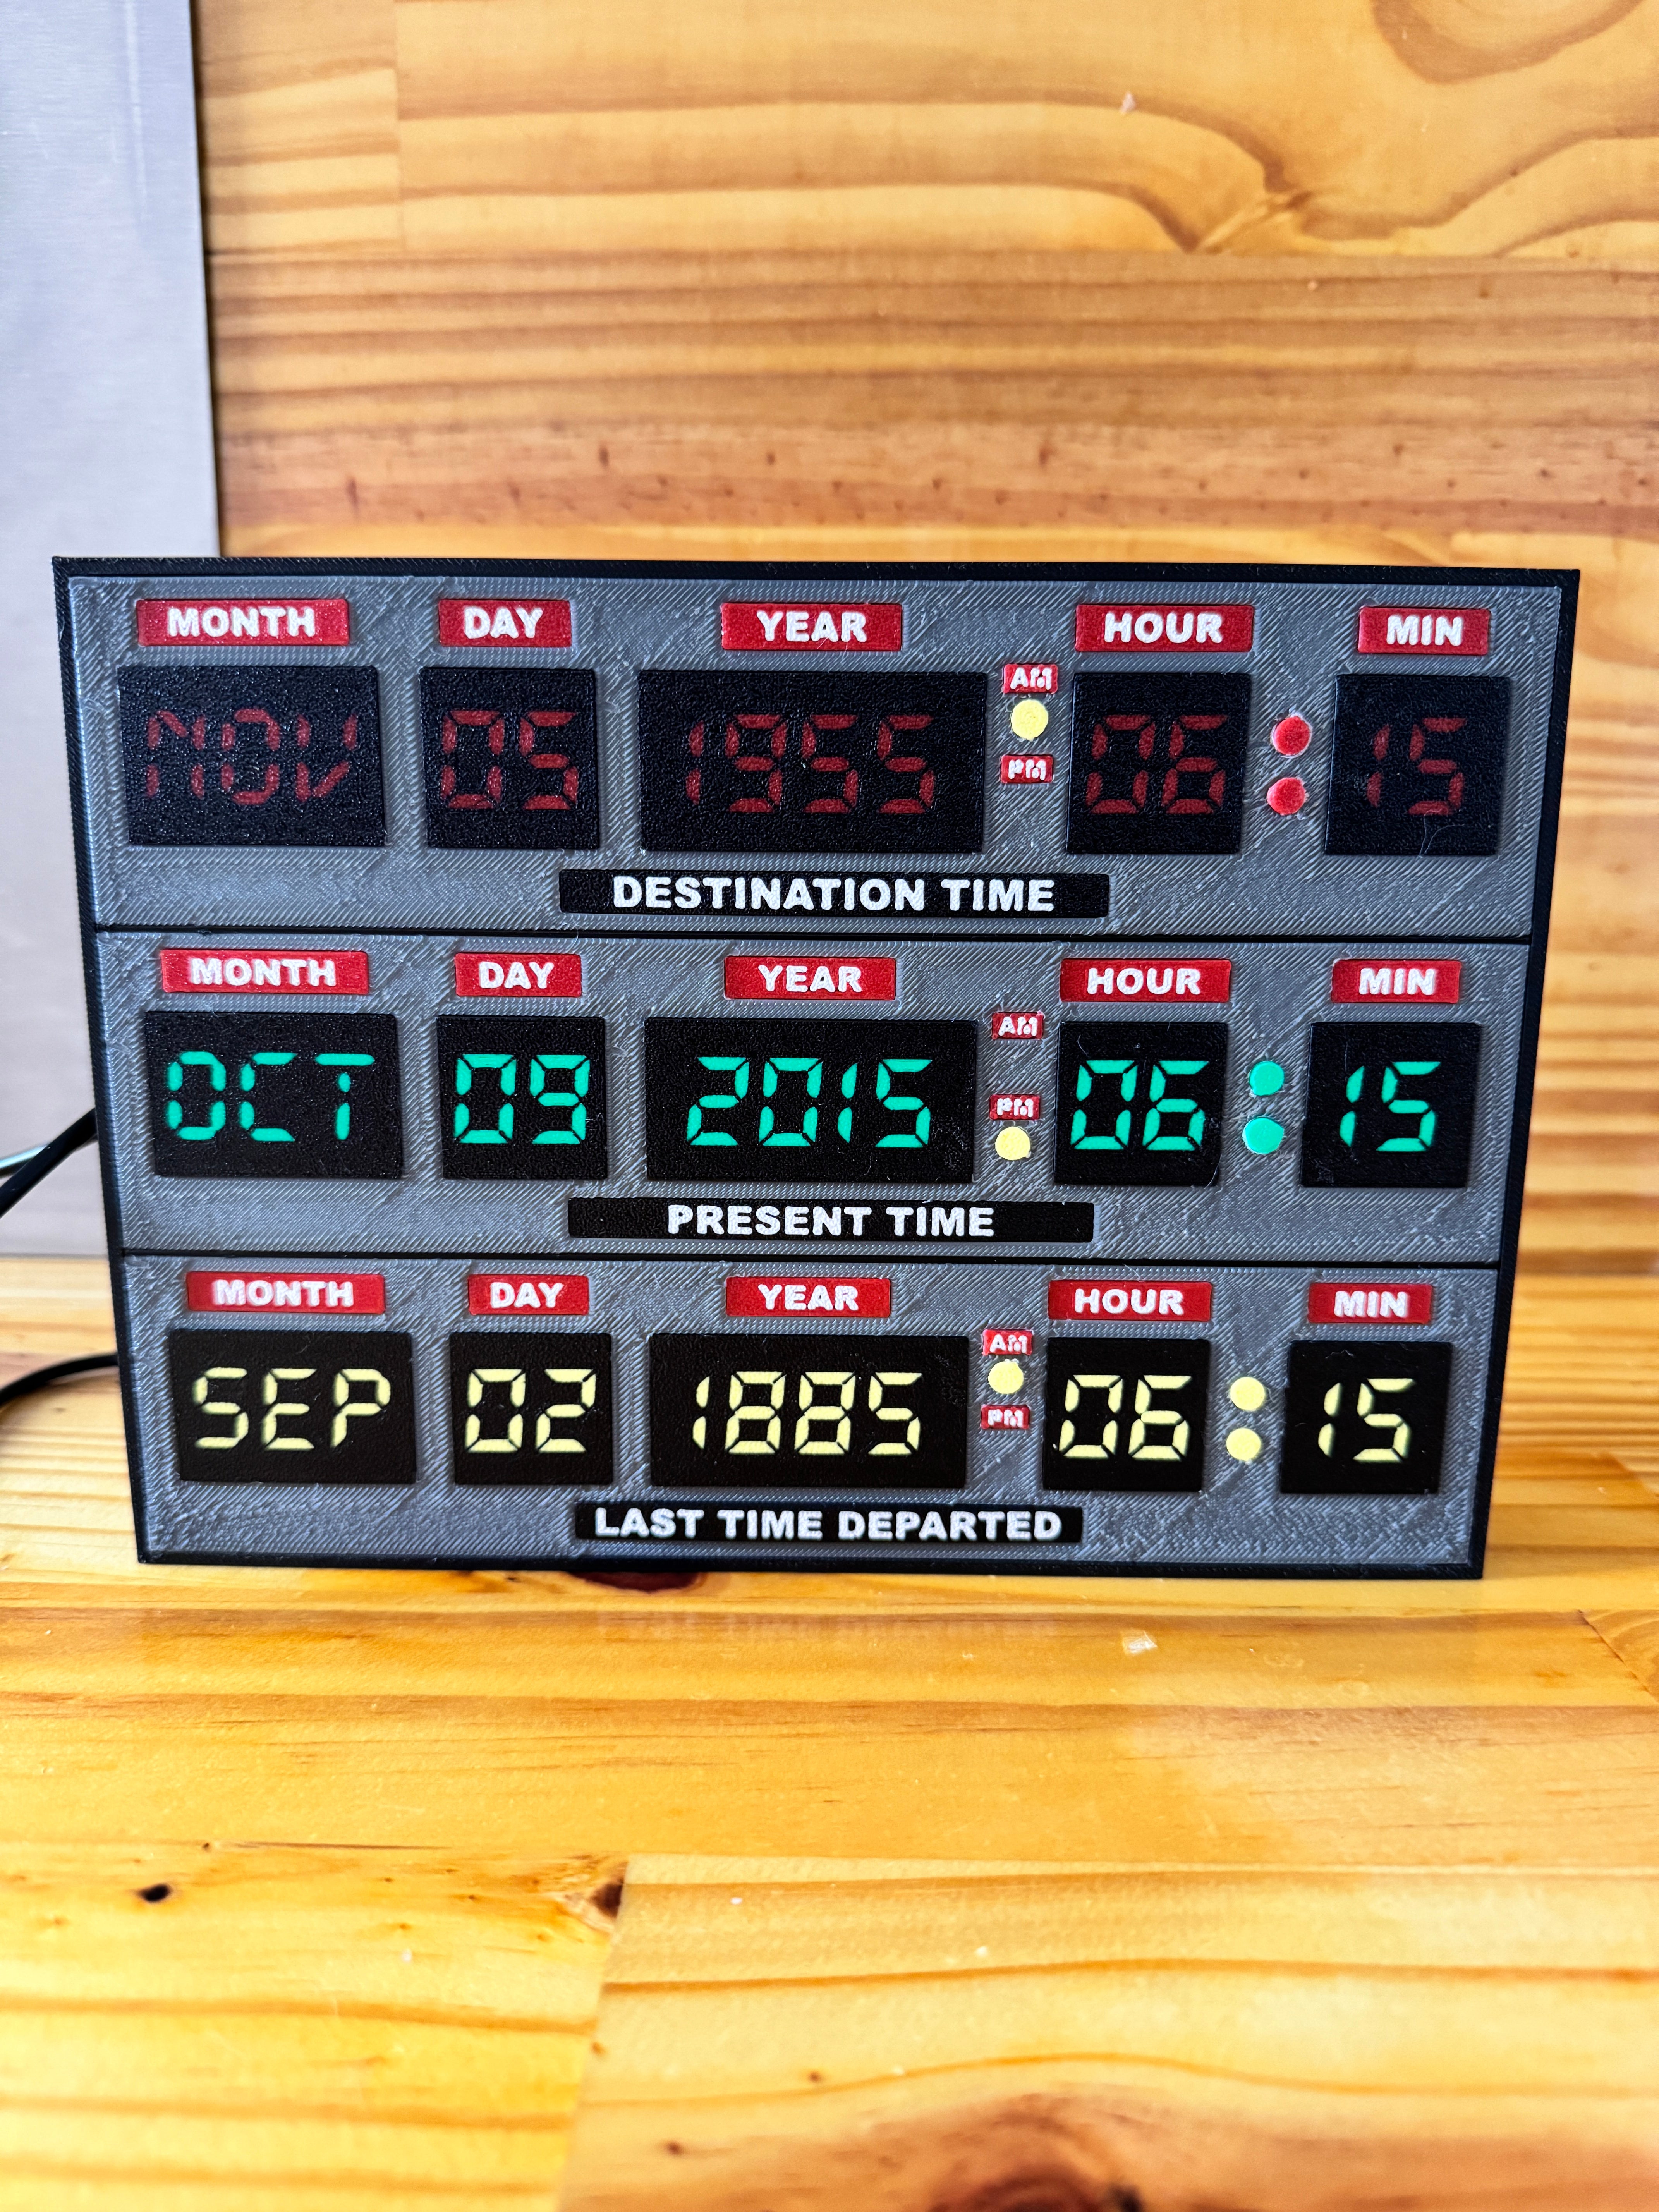 MONTH DAY YEAR HOUR MIN
AM
NOV 05 1955 06 15
PM
DESTINATION TIME
MONTH DAY YEAR HOUR MIN
AM
OCT 09 2015 06 15
PM
PRESENT TIME
MONTH DAY YEAR HOUR MIN
AM
SEP 02 1885 06 15
PM
LAST TIME DEPARTED